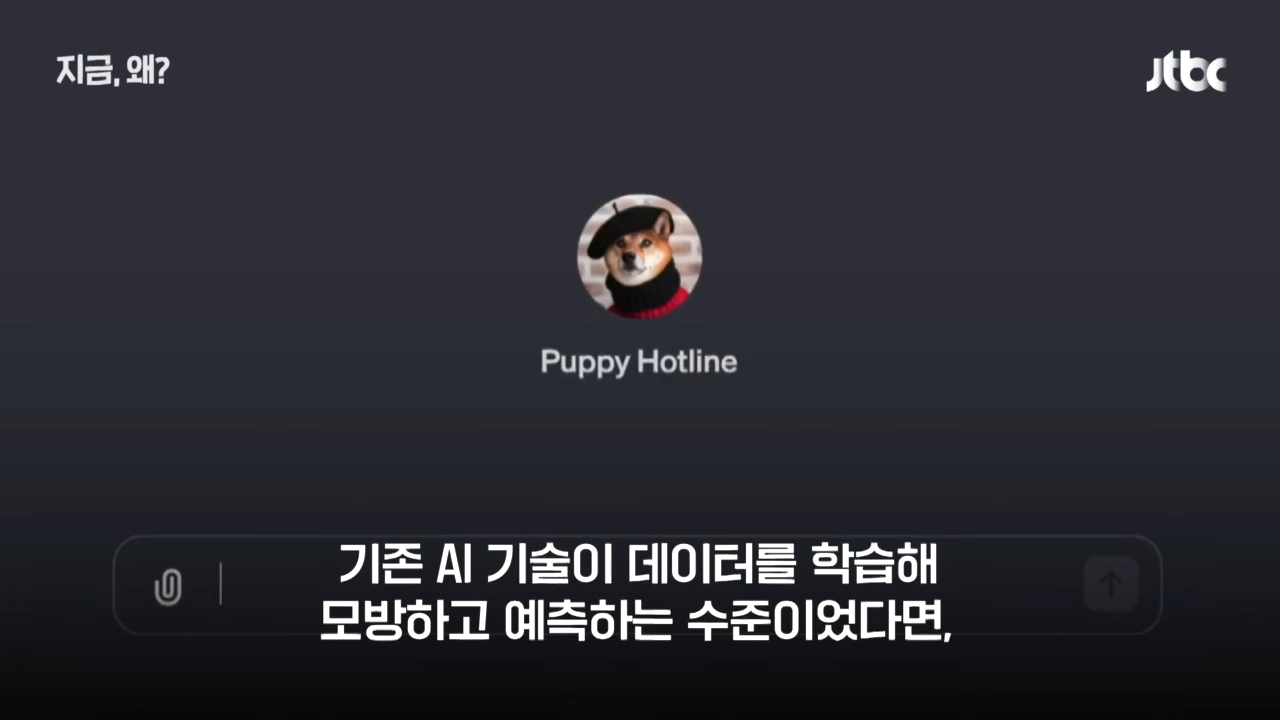 지금, 왜?
jtbc
Puppy Hotline
기존 AI 기술이 데이터를 학습해
모방하고 예측하는 수준이었다면,